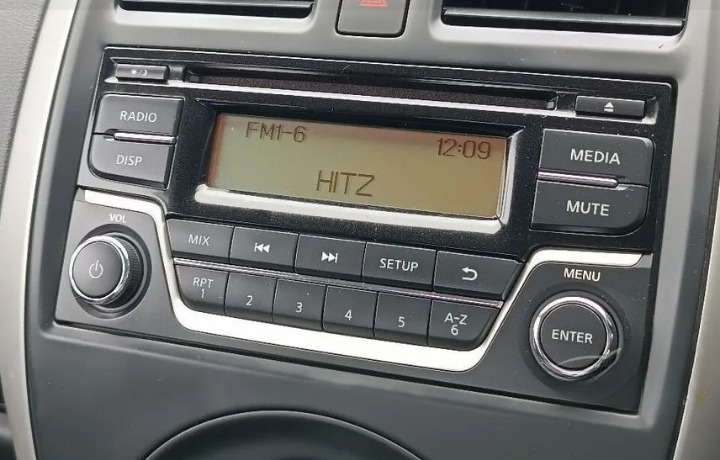 RADIO
DISP
FM1-6
12:09
HITZ
MEDIA
MUTE
VOL
MIX
SETUP
MENU
RPT
1
2
3
4
5
A-Z
6
ENTER